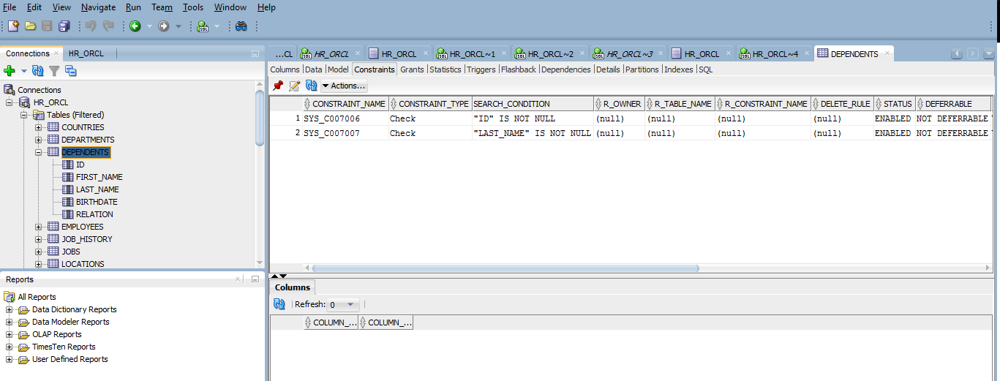 File Edit View Navigate Run Team Tools Window Help
Connections HR_ORCL
Connections
HR_ORCL
Tables (Filtered)
COUNTRIES
DEPARTMENTS
DEPENDENTS
ID
FIRST_NAME
LAST_NAME
BIRTHDATE
RELATION
EMPLOYEES
JOB_HISTORY
JOBS
LOCATIONS
Reports
All Reports
Data Dictionary Reports
Data Modeler Reports
OLAP Reports
TimesTen Reports
User Defined Reports
...CL HR_ORCL HR_ORCL HR_ORCL~1 HR_ORCL~2 HR_ORCL~3 HR_ORCL HR_ORCL~4 DEPENDENTS
Columns Data Model Constraints Grants Statistics Triggers Flashback Dependencies Details Partitions Indexes SQL
Actions...
CONSTRAINT_NAME CONSTRAINT_TYPE SEARCH_CONDITION R_OWNER R_TABLE_NAME R_CONSTRAINT_NAME DELETE_RULE STATUS DEFERRABLE
1 SYS_C007006 Check "ID" IS NOT NULL (null) (null) (null) (null) ENABLED NOT DEFERRABLE
2 SYS_C007007 Check "LAST_NAME" IS NOT NULL (null) (null) (null) (null) ENABLED NOT DEFERRABLE
Columns
Refresh: 0
COLUMN_... COLUMN_...